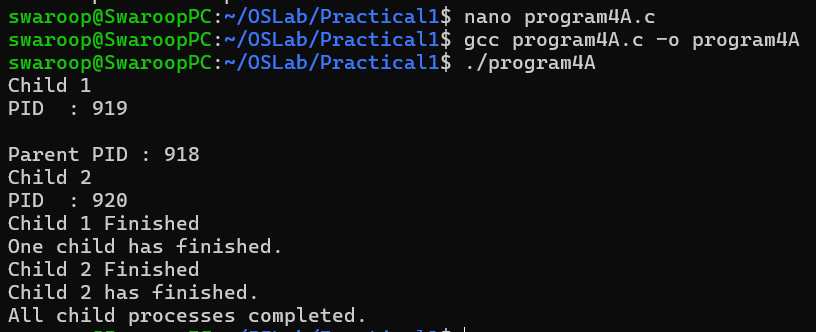 swaroop@SwaroopPC:~/OSLab/Practical1$ nano program4A.c
swaroop@SwaroopPC:~/OSLab/Practical1$ gcc program4A.c -o program4A
swaroop@SwaroopPC:~/OSLab/Practical1$ ./program4A
Child 1
PID  : 919

Parent PID : 918
Child 2
PID  : 920
Child 1 Finished
One child has finished.
Child 2 Finished
Child 2 has finished.
All child processes completed.